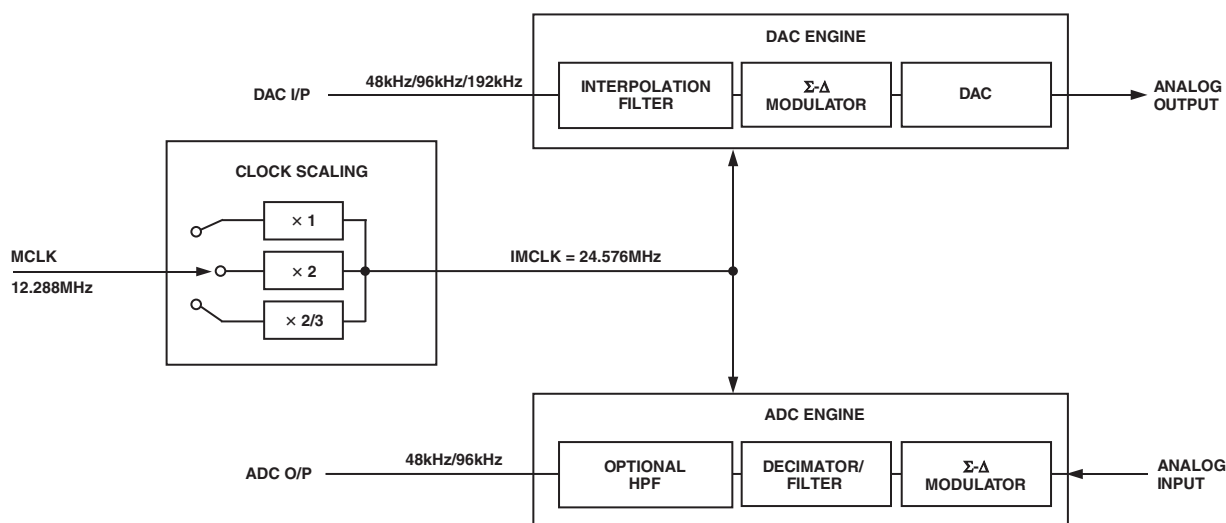 DAC ENGINE
48kHz/96kHz/192kHz
DAC I/P
INTERPOLATION
FILTER
Σ-Δ
MODULATOR
DAC
ANALOG
OUTPUT
CLOCK SCALING
× 1
MCLK
12.288MHz
× 2
IMCLK = 24.576MHz
× 2/3
ADC ENGINE
48kHz/96kHz
ADC O/P
OPTIONAL
HPF
DECIMATOR/
FILTER
Σ-Δ
MODULATOR
ANALOG
INPUT